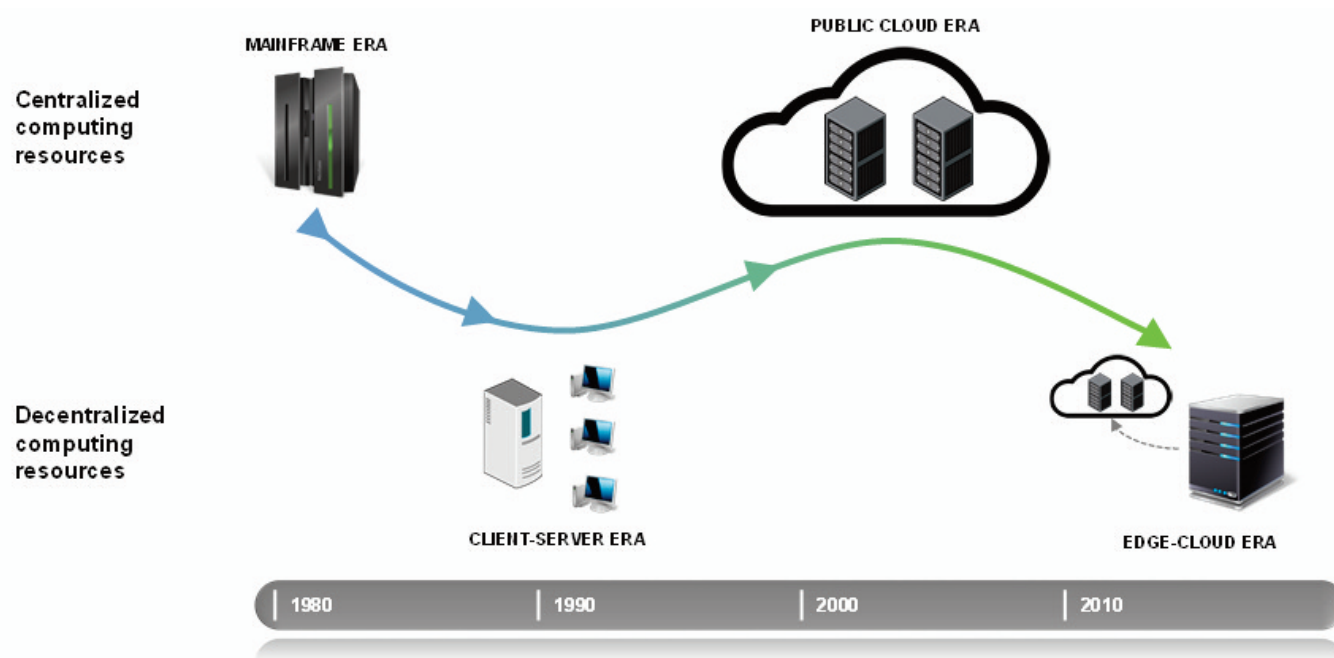 PUBLIC CLOUD ERA
MAINFRAME ERA
Centralized
computing
resources
Decentralized
computing
resources
CLIENT-SERVER ERA
EDGE-CLOUD ERA
1980
1990
2000
2010